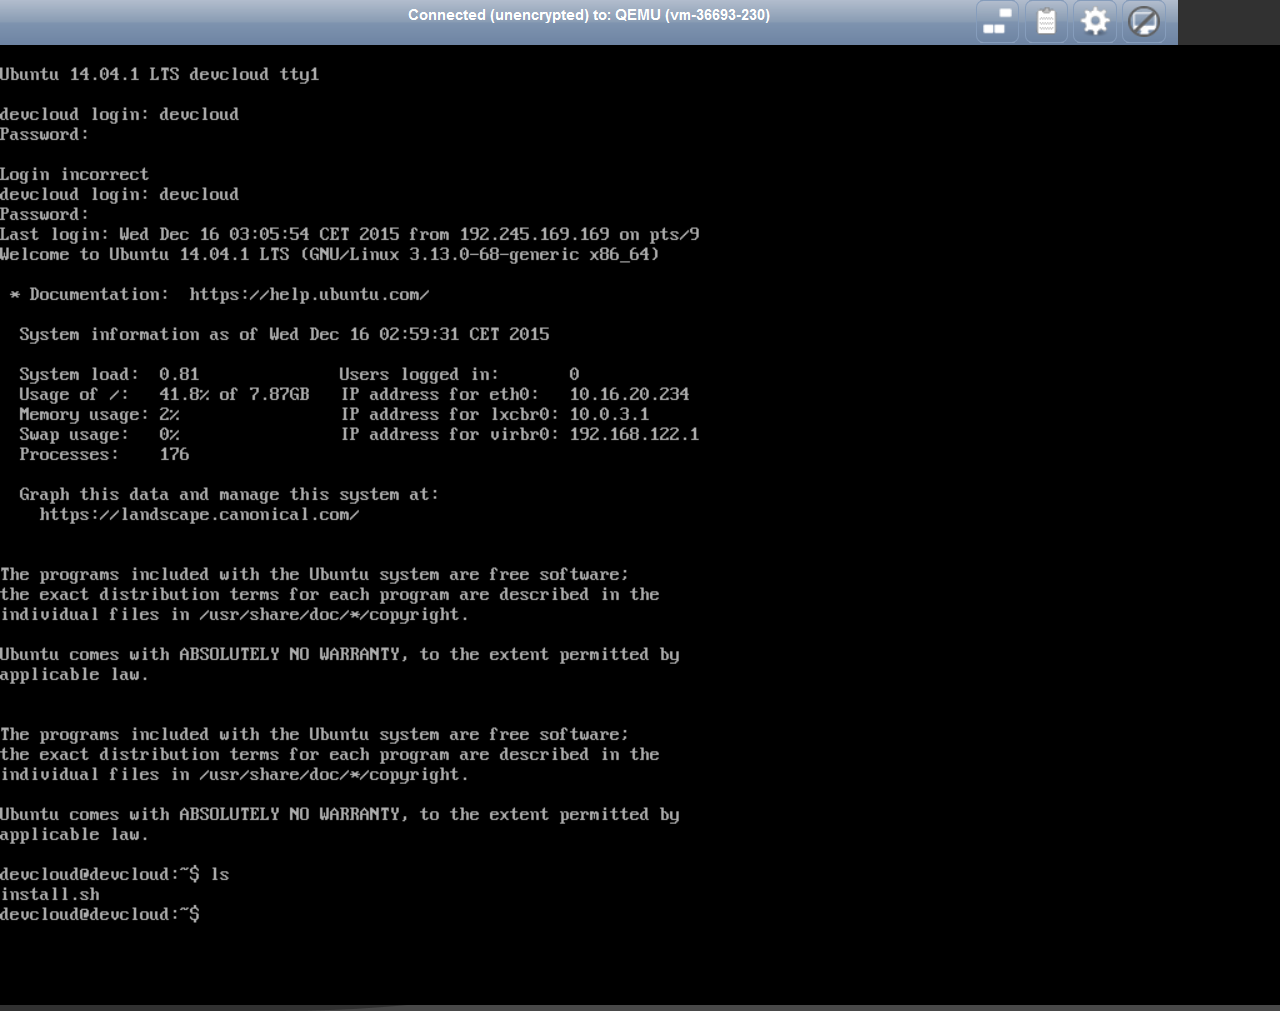 Connected (unencrypted) to: QEMU (vm-36693-230)
Ubuntu 14.04.1 LTS devcloud tty1
devcloud login: devcloud
Password:
Login incorrect
devcloud login: devcloud
Password:
Last login: Wed Dec 16 03:05:54 CET 2015 from 192.245.169.169 on pts/9
Welcome to Ubuntu 14.04.1 LTS (GNU/Linux 3.13.0-68-generic x86_64)
* Documentation:  https://help.ubuntu.com/
System information as of Wed Dec 16 02:59:31 CET 2015
System load:  0.81              Users logged in:       0
Usage of /:   41.8% of 7.87GB   IP address for eth0:   10.16.20.234
Memory usage: 2%                IP address for lxcbr0: 10.0.3.1
Swap usage:   0%                IP address for virbr0: 192.168.122.1
Processes:    176
Graph this data and manage this system at:
https://landscape.canonical.com/
The programs included with the Ubuntu system are free software;
the exact distribution terms for each program are described in the
individual files in /usr/share/doc/*/copyright.
Ubuntu comes with ABSOLUTELY NO WARRANTY, to the extent permitted by
applicable law.
The programs included with the Ubuntu system are free software;
the exact distribution terms for each program are described in the
individual files in /usr/share/doc/*/copyright.
Ubuntu comes with ABSOLUTELY NO WARRANTY, to the extent permitted by
applicable law.
devcloud@devcloud:~$ ls
install.sh
devcloud@devcloud:~$